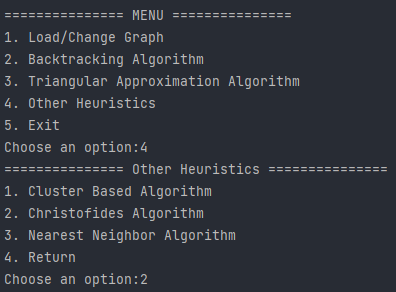 =============== MENU ===============
1. Load/Change Graph
2. Backtracking Algorithm
3. Triangular Approximation Algorithm
4. Other Heuristics
5. Exit
Choose an option:4
=============== Other Heuristics ===============
1. Cluster Based Algorithm
2. Christofides Algorithm
3. Nearest Neighbor Algorithm
4. Return
Choose an option:2